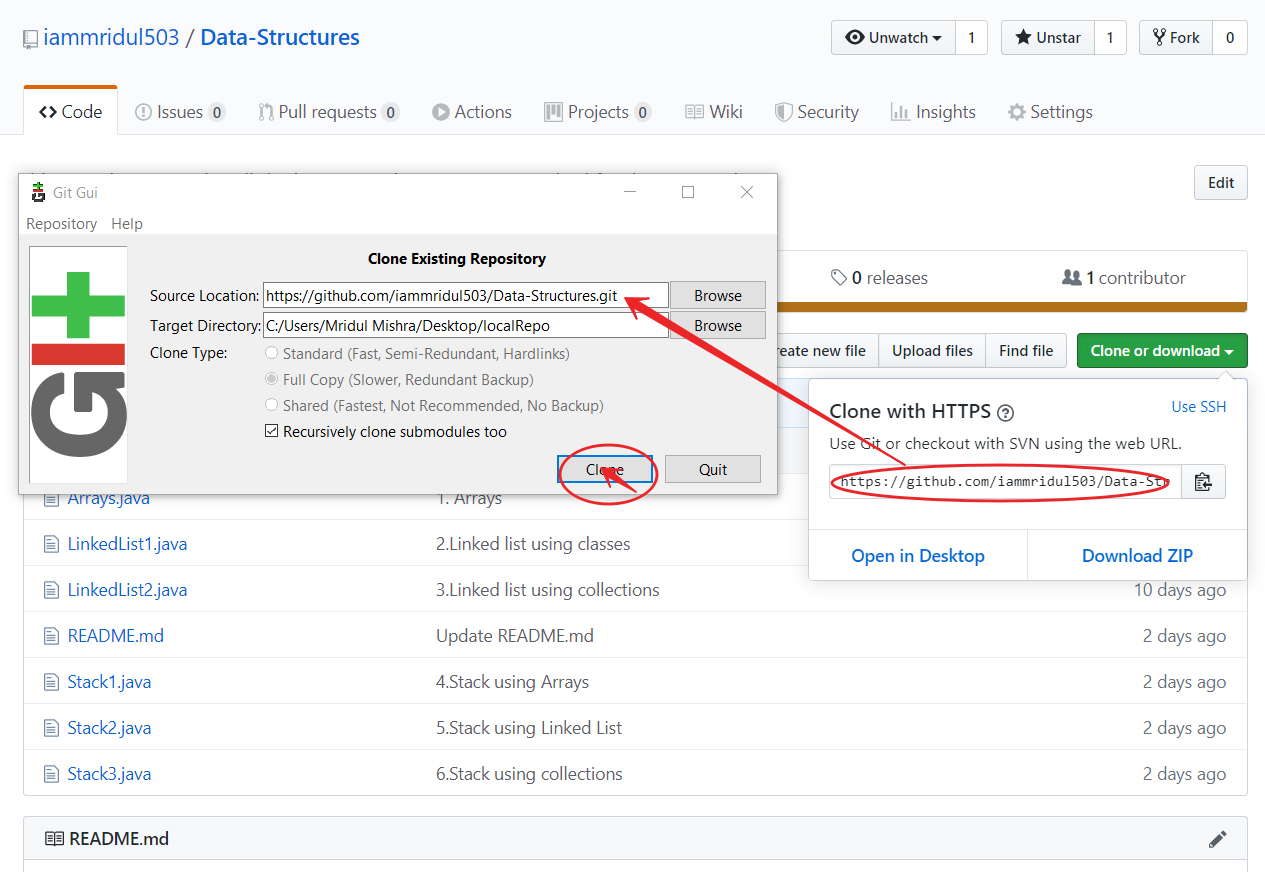 iammridul503 / Data-Structures
Unwatch 1 Unstar 1 Fork 0
Code Issues 0 Pull requests 0 Actions Projects 0 Wiki Security Insights Settings
Edit
Git Gui
Repository Help
Clone Existing Repository
Source Location: https://github.com/iammridul503/Data-Structures.git Browse
Target Directory: C:/Users/Mridul Mishra/Desktop/localRepo Browse
Clone Type: Standard (Fast, Semi-Redundant, Hardlinks)
Full Copy (Slower, Redundant Backup)
Shared (Fastest, Not Recommended, No Backup)
Recursively clone submodules too
Clone Quit
Git
0 releases 1 contributor
reate new file Upload files Find file Clone or download
Clone with HTTPS Use SSH
Use Git or checkout with SVN using the web URL.
https://github.com/iammridul503/Data-Str
Open in Desktop Download ZIP
Arrays.java 1. Arrays
LinkedList1.java 2.Linked list using classes
LinkedList2.java 3.Linked list using collections 10 days ago
README.md Update README.md 2 days ago
Stack1.java 4.Stack using Arrays 2 days ago
Stack2.java 5.Stack using Linked List 2 days ago
Stack3.java 6.Stack using collections 2 days ago
README.md